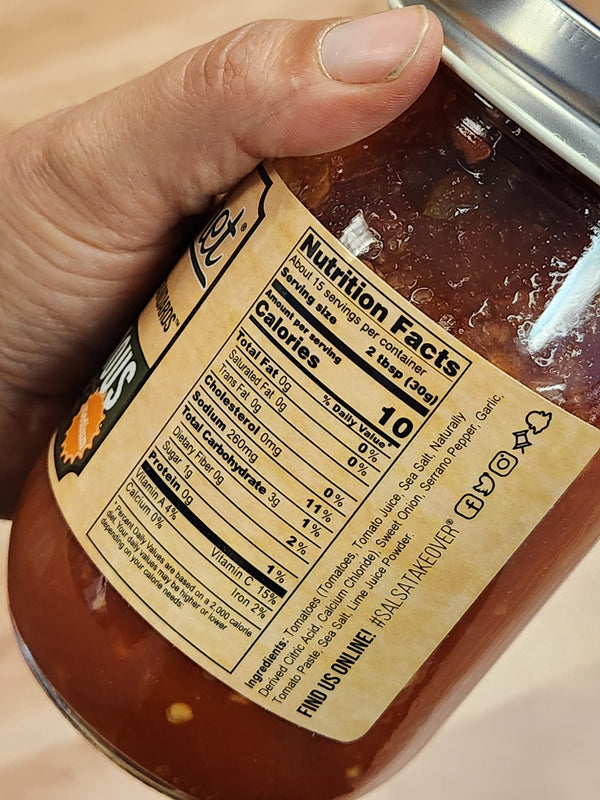 ot®
OARDS™
Nutrition Facts
About 15 servings per container
Serving size 2 tbsp (30g)
Amount per serving
Calories 10
% Daily Value*
Total Fat 0g 0%
Saturated Fat 0g 0%
Trans Fat 0g
Cholesterol 0mg 0%
Sodium 260mg 11%
Total Carbohydrate 3g 1%
Dietary Fiber 0g 2%
Sugar 1g
Protein 0g 1%
Vitamin A 4% Vitamin C 15%
Calcium 0% Iron 2%
*Percent Daily Values are based on a 2,000 calorie
diet. Your daily values may be higher or lower
depending on your calorie needs.
Ingredients: Tomatoes (Tomatoes, Tomato Juice, Sea Salt, Naturally
Derived Citric Acid, Calcium Chloride), Sweet Onion, Serrano Pepper, Garlic,
Tomato Paste, Sea Salt, Lime Juice Powder.
FIND US ONLINE! #SALSATAKEOVER®